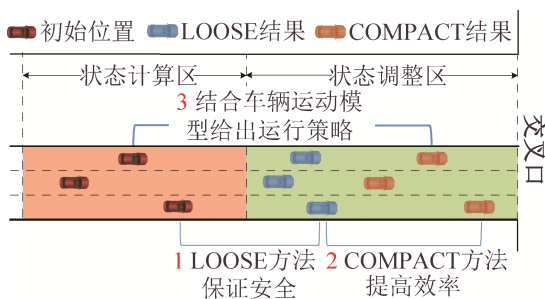 初始位置 LOOSE结果 COMPACT结果
状态计算区 状态调整区
3 结合车辆运动模
型给出运行策略
交叉口
1 LOOSE方法 2 COMPACT方法
保证安全 提高效率